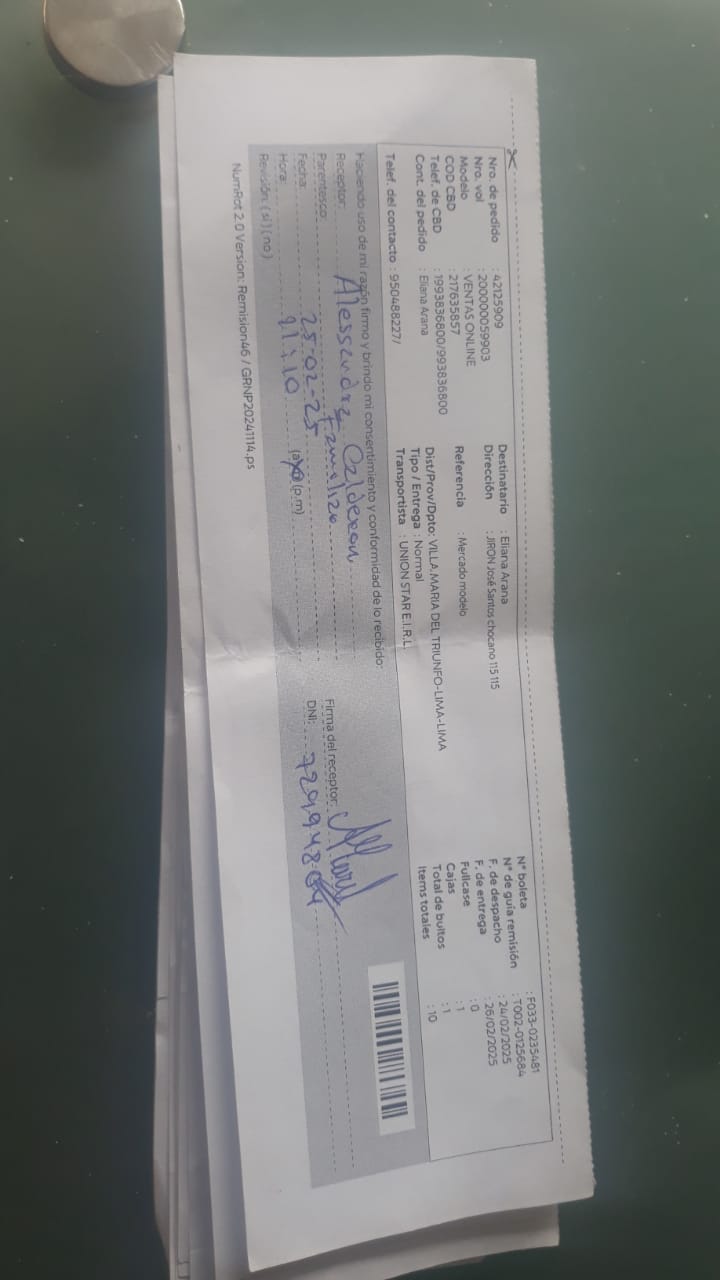 Nro. de pedido : 42125909
Nro. vol : 200000059903
Modelo : VENTAS ONLINE
COD CBD : 217635857
Telef. de CBD : 1993836800/993836800
Cont. del pedido : Eliana Arana
Telef. del contacto : 950488227/
Destinatario : Eliana Arana
Dirección : JIRON José Santos chocano 115 115
Referencia : Mercado modelo
Dist/Prov/Dpto: VILLA MARIA DEL TRIUNFO-LIMA-LIMA
Tipo / Entrega : Normal
Transportista : UNION STAR E.I.R.L.
N° boleta : F033-0235481
N° de guía remisión : T002-0125684
F. de despacho : 24/02/2025
F. de entrega : 26/02/2025
Fullcase : 0
Cajas : 1
Total de bultos : 1
Items totales : 10
Haciendo uso de mi razón firmo y brindo mi consentimiento y conformidad de lo recibido:
Receptor: Alessandra Calderon
Parentesco: Familiar
Fecha: 25-02-25
Hora: 11:10 (p.m)
Revisión: (si) (no)
Firma del receptor:
DNI:
NumRot 2.0 Version: Remision46 / GRNP20241114.ps